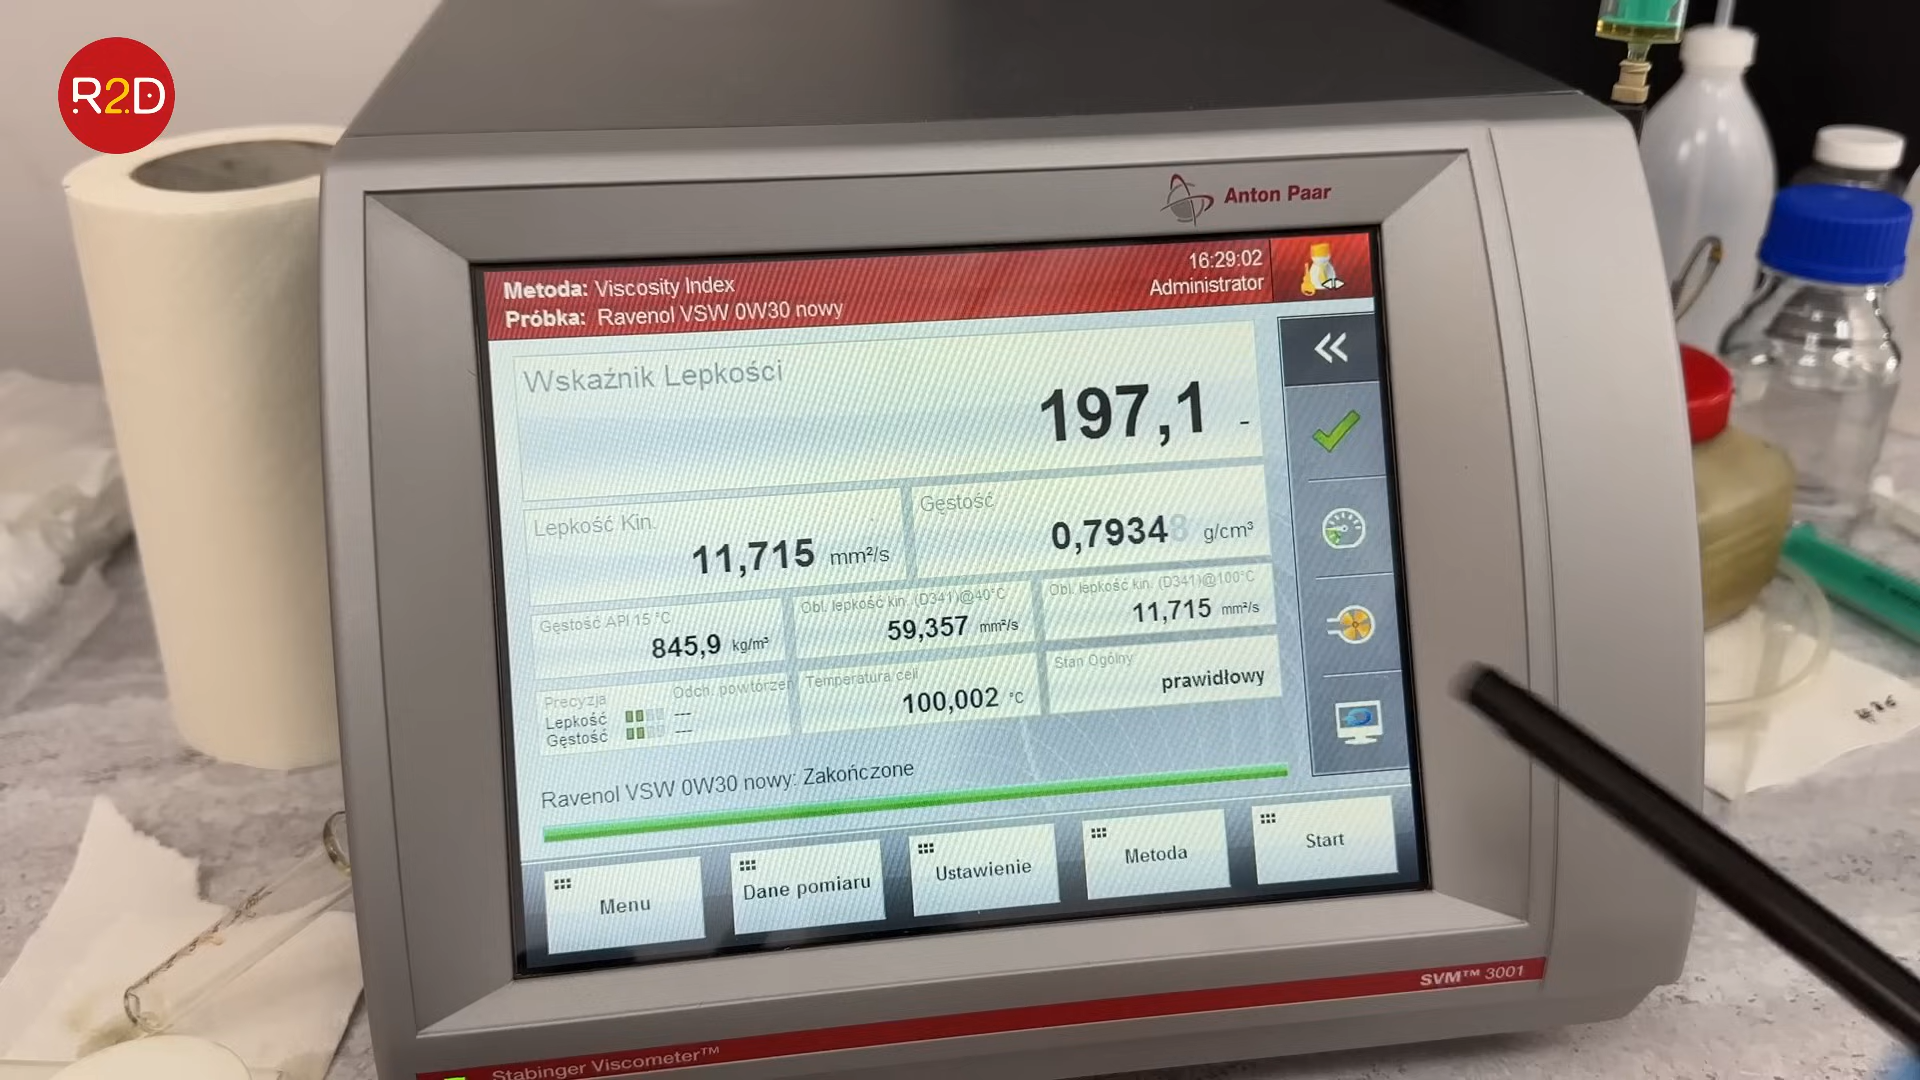 R2D
Anton Paar
Metoda: Viscosity Index
16:29:02
Próbka: Ravenol VSW 0W30 nowy
Administrator
Wskaźnik Lepkości
197,1 -
Lepkość Kin.
11,715 mm²/s
Gęstość
0,79348 g/cm³
Gęstość API 15 °C
845,9 kg/m³
Obl. lepkość kin. (D341)@40°C
59,357 mm²/s
Obl. lepkość kin. (D341)@100°C
11,715 mm²/s
Precyzja
Odch. powtórzeń
Lepkość ---
Gęstość ---
Temperatura celi
100,002 °C
Stan Ogólny
prawidłowy
Ravenol VSW 0W30 nowy: Zakończone
Menu
Dane pomiaru
Ustawienie
Metoda
Start
SVM™ 3001
Stabinger Viscometer™